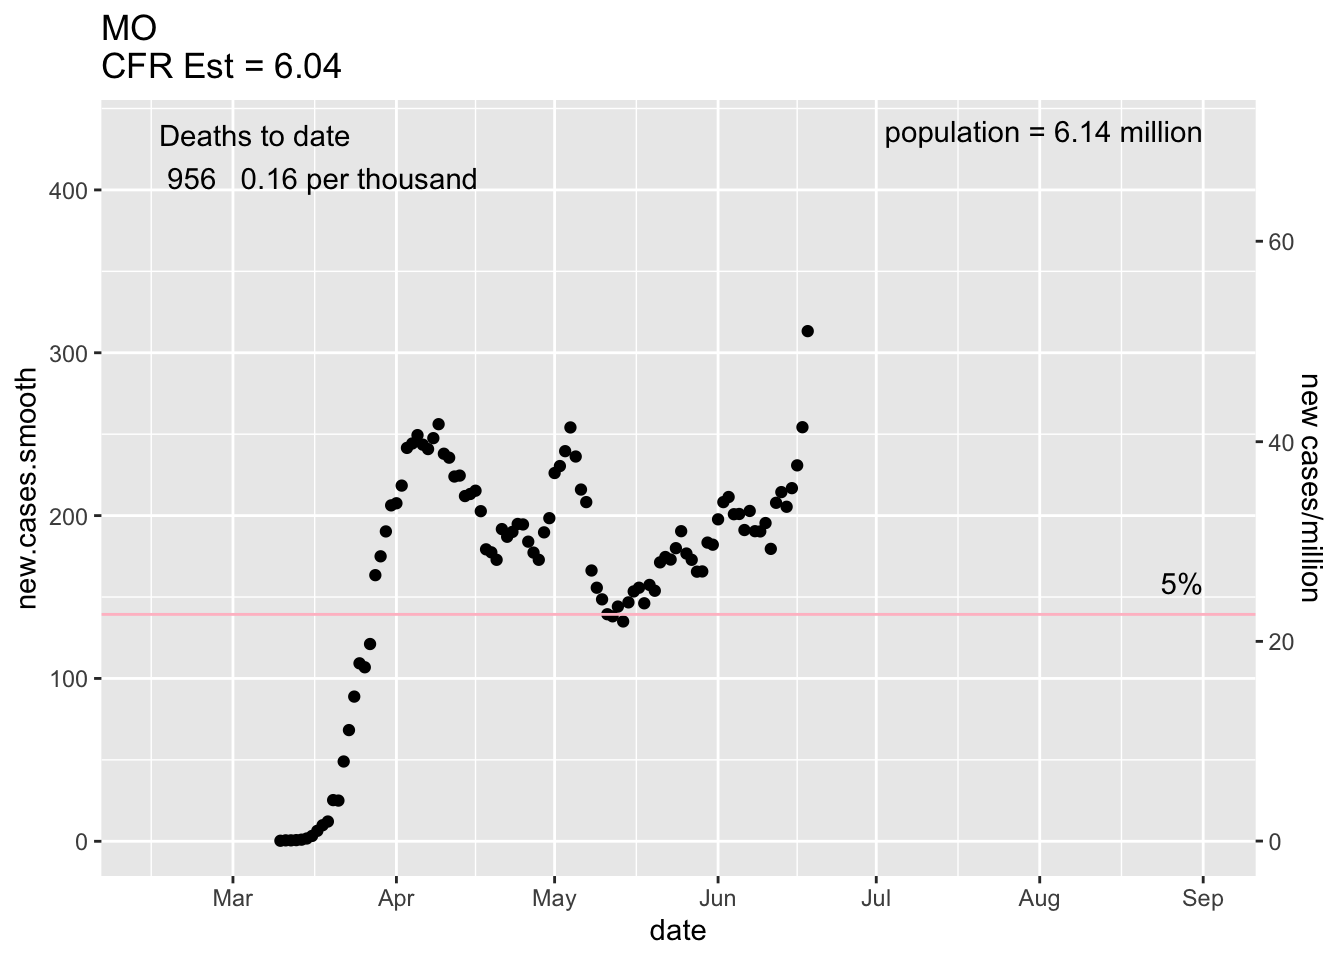 MO
CFR Est = 6.04
Deaths to date
956 0.16 per thousand
population = 6.14 million
400
300
200
100
0
new.cases.smooth
60
40
20
0
new cases/million
5%
Mar Apr May Jun Jul Aug Sep
date